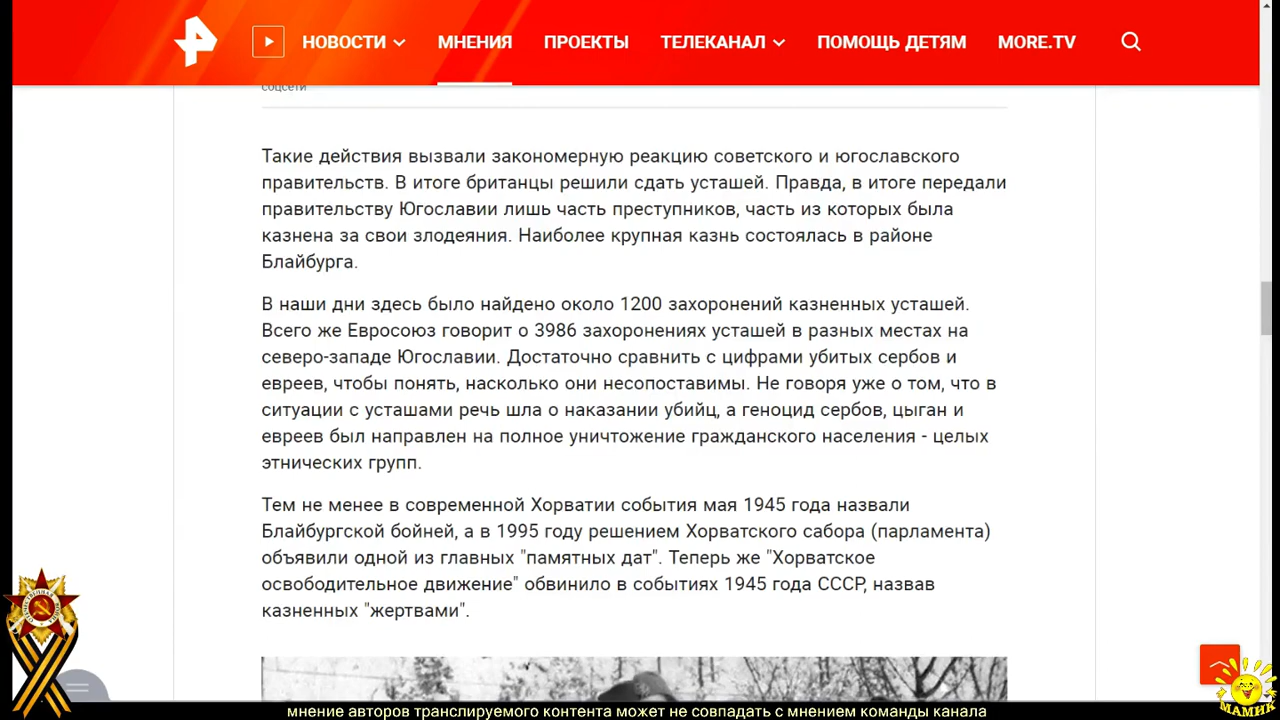 НОВОСТИ МНЕНИЯ ПРОЕКТЫ ТЕЛЕКАНАЛ ПОМОЩЬ ДЕТЯМ MORE.TV
соцсети
Такие действия вызвали закономерную реакцию советского и югославского
правительств. В итоге британцы решили сдать усташей. Правда, в итоге передали
правительству Югославии лишь часть преступников, часть из которых была
казнена за свои злодеяния. Наиболее крупная казнь состоялась в районе
Блайбурга.
В наши дни здесь было найдено около 1200 захоронений казненных усташей.
Всего же Евросоюз говорит о 3986 захоронениях усташей в разных местах на
северо-западе Югославии. Достаточно сравнить с цифрами убитых сербов и
евреев, чтобы понять, насколько они несопоставимы. Не говоря уже о том, что в
ситуации с усташами речь шла о наказании убийц, а геноцид сербов, цыган и
евреев был направлен на полное уничтожение гражданского населения - целых
этнических групп.
Тем не менее в современной Хорватии события мая 1945 года назвали
Блайбургской бойней, а в 1995 году решением Хорватского сабора (парламента)
объявили одной из главных "памятных дат". Теперь же "Хорватское
освободительное движение" обвинило в событиях 1945 года СССР, назвав
казненных "жертвами".
МАМИК
мнение авторов транслируемого контента может не совпадать с мнением команды канала